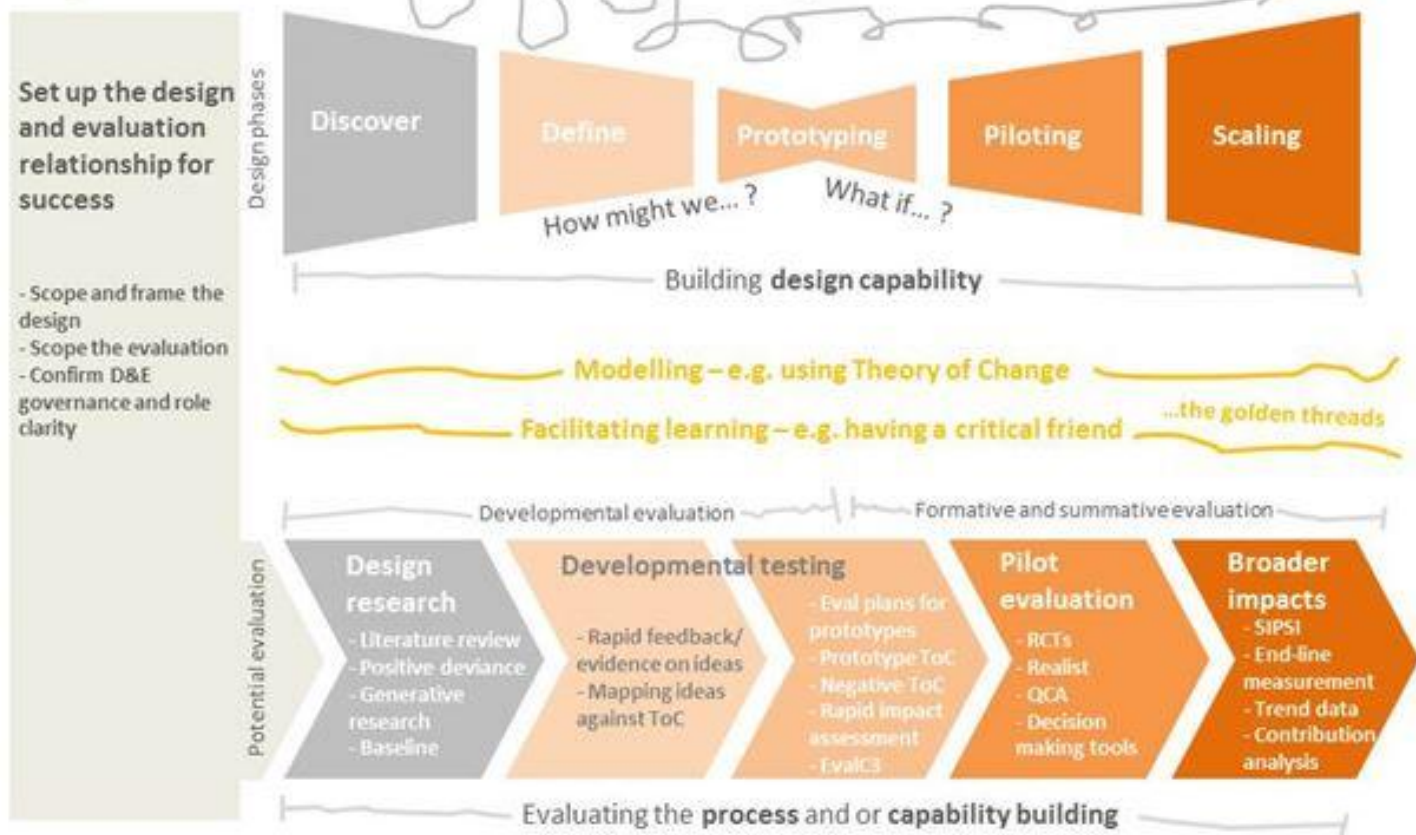 Set up the design
and evaluation
relationship for
success
- Scope and frame the
design
- Scope the evaluation
- Confirm D&E
governance and role
clarity
Design phases
Discover
Define
Prototyping
Piloting
Scaling
How might we... ?
What if... ?
Building design capability
Modelling – e.g. using Theory of Change
...the golden threads
Facilitating learning – e.g. having a critical friend
Developmental evaluation
Formative and summative evaluation
Potential evaluation
Design
research
- Literature review
- Positive deviance
- Generative
research
- Baseline
Developmental testing
- Rapid feedback/
evidence on ideas
- Mapping ideas
against ToC
- Eval plans for
prototypes
- Prototype ToC
- Negative ToC
- Rapid impact
assessment
- EvalC3
Pilot
evaluation
- RCTs
- Realist
- QCA
- Decision
making tools
Broader
impacts
- SIPSI
- End-line
measurement
- Trend data
- Contribution
analysis
Evaluating the process and or capability building